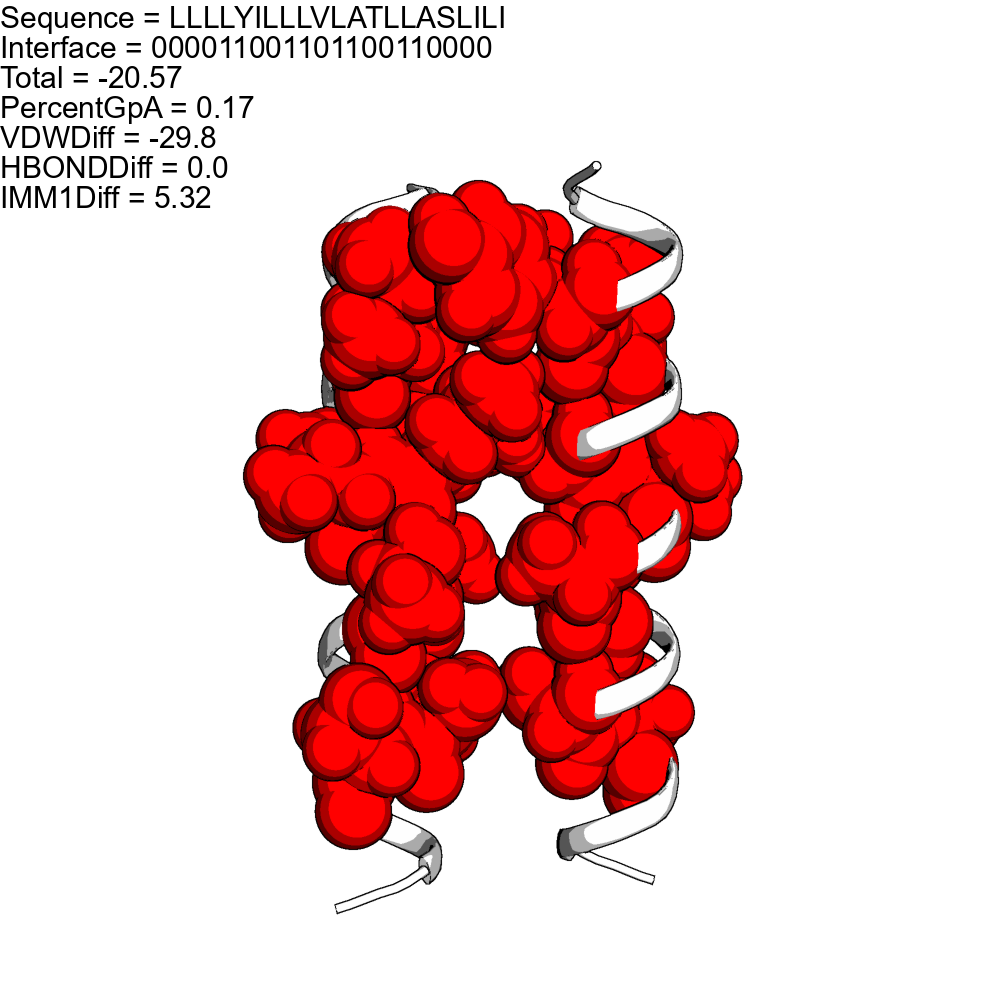 Sequence = LLLLYILLLVLATLLASLILI
Interface = 000011001101100110000
Total = -20.57
PercentGpA = 0.17
VDWDiff = -29.8
HBONDDiff = 0.0
IMM1Diff = 5.32